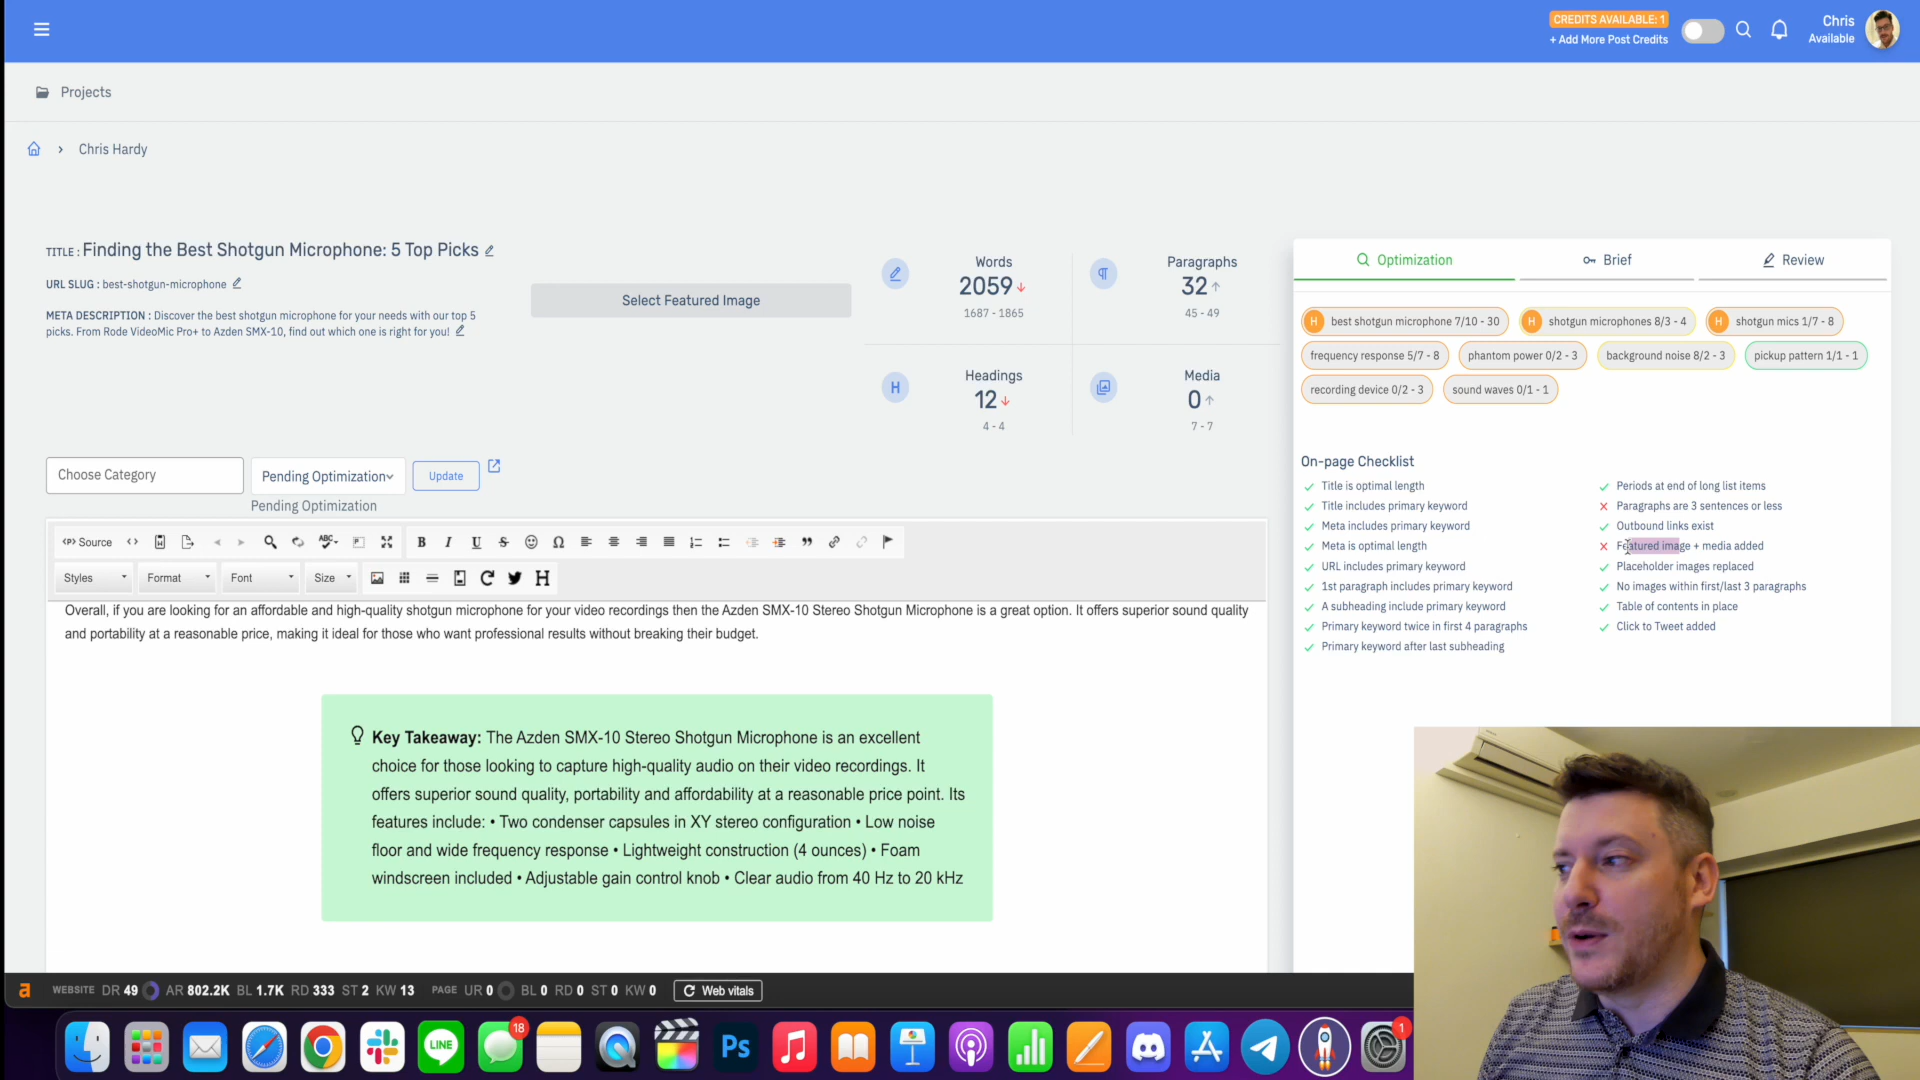 CREDITS AVAILABLE: 1
+ Add More Post Credits
Chris
Available
Projects
Chris Hardy
TITLE : Finding the Best Shotgun Microphone: 5 Top Picks
URL SLUG : best-shotgun-microphone
META DESCRIPTION : Discover the best shotgun microphone for your needs with our top 5
picks. From Rode VideoMic Pro+ to Azden SMX-10, find out which one is right for you!
Select Featured Image
Words
2059
1687 - 1865
Paragraphs
32
45 - 49
Headings
12
4 - 4
Media
0
7 - 7
Choose Category
Pending Optimization
Update
Pending Optimization
Source
ABC
B I U S Ω
Styles Format Font Size
H
Overall, if you are looking for an affordable and high-quality shotgun microphone for your video recordings then the Azden SMX-10 Stereo Shotgun Microphone is a great option. It offers superior sound quality
and portability at a reasonable price, making it ideal for those who want professional results without breaking their budget.
Key Takeaway: The Azden SMX-10 Stereo Shotgun Microphone is an excellent
choice for those looking to capture high-quality audio on their video recordings. It
offers superior sound quality, portability and affordability at a reasonable price point. Its
features include: • Two condenser capsules in XY stereo configuration • Low noise
floor and wide frequency response • Lightweight construction (4 ounces) • Foam
windscreen included • Adjustable gain control knob • Clear audio from 40 Hz to 20 kHz
Optimization
Brief
Review
H best shotgun microphone 7/10 - 30
H shotgun microphones 8/3 - 4
H shotgun mics 1/7 - 8
frequency response 5/7 - 8
phantom power 0/2 - 3
background noise 8/2 - 3
pickup pattern 1/1 - 1
recording device 0/2 - 3
sound waves 0/1 - 1
On-page Checklist
Title is optimal length
Title includes primary keyword
Meta includes primary keyword
Meta is optimal length
URL includes primary keyword
1st paragraph includes primary keyword
A subheading include primary keyword
Primary keyword twice in first 4 paragraphs
Primary keyword after last subheading
Periods at end of long list items
Paragraphs are 3 sentences or less
Outbound links exist
Featured image + media added
Placeholder images replaced
No images within first/last 3 paragraphs
Table of contents in place
Click to Tweet added
a WEBSITE DR 49 AR 802.2K BL 1.7K RD 333 ST 2 KW 13 PAGE UR 0 BL 0 RD 0 ST 0 KW 0 Web vitals
LINE
18
Ps
1